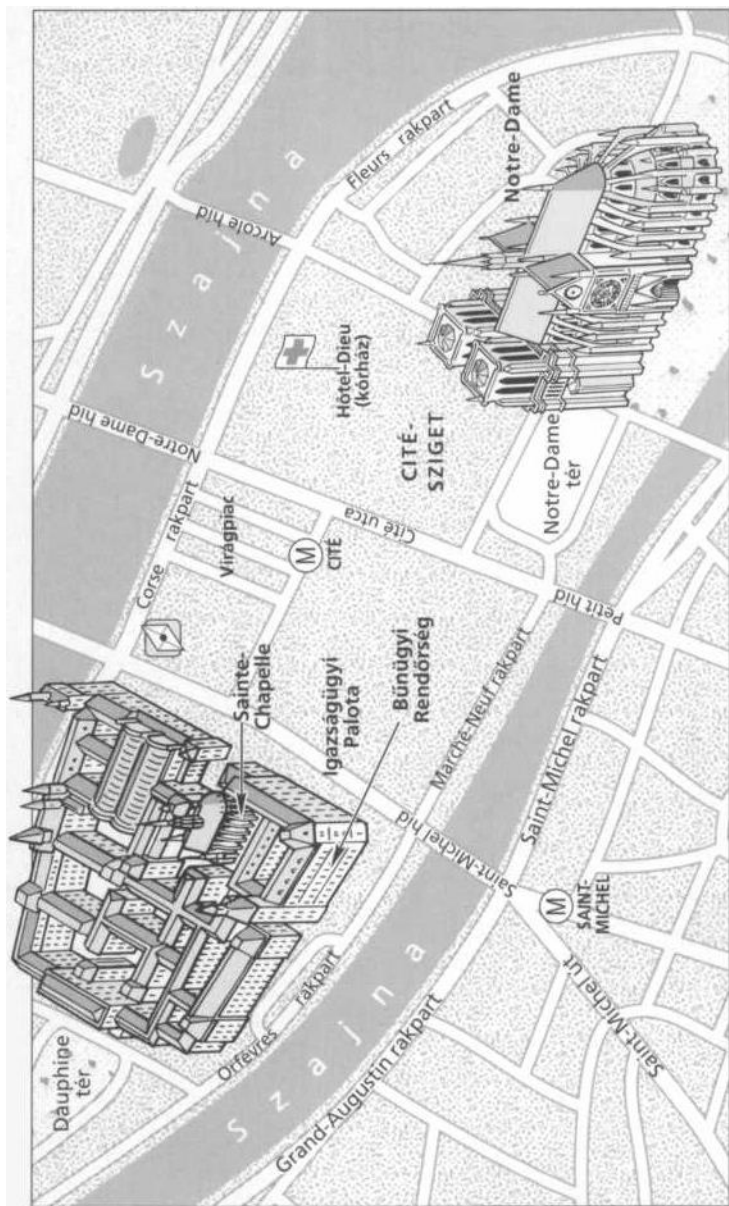 Dauphine
tér
Orfèvres rakpart
Szajna
Grand-Augustin rakpart
Saint-Michel út
M
SAINT-
MICHEL
Saint-Michel híd
Saint-Michel rakpart
Marché-Neuf rakpart
Sainte-
Chapelle
Igazságügyi
Palota
Bűnügyi
Rendőrség
Corse rakpart
Virágpiac
M
CITÉ
Cité utca
Petit híd
Notre-Dame híd
CITÉ-
SZIGET
Hôtel-Dieu
(kórház)
Notre-Dame
tér
Szajna
Arcole híd
Fleurs rakpart
Notre-Dame